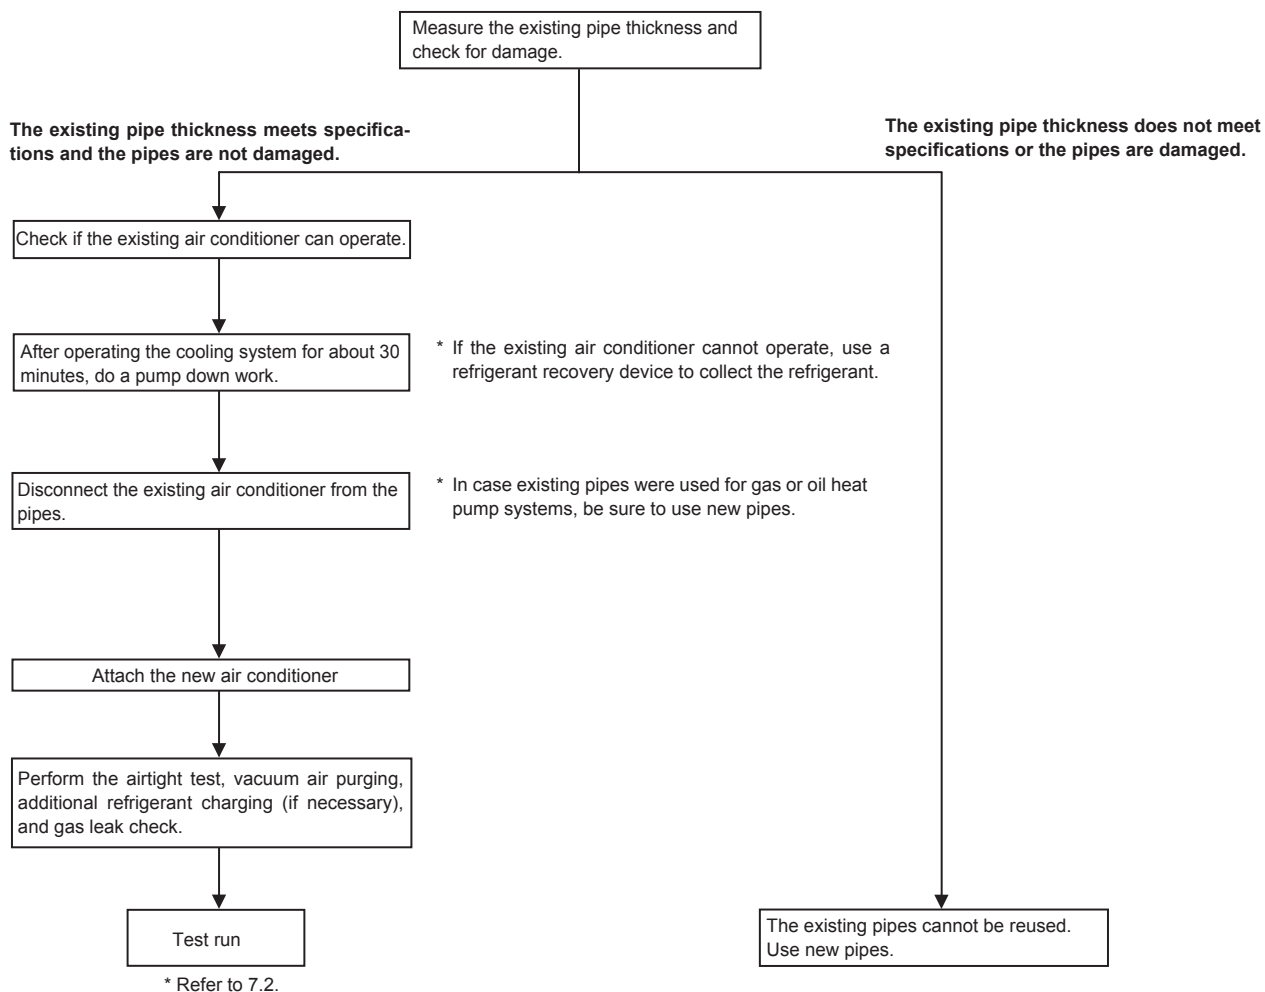 Measure the existing pipe thickness and
check for damage.
The existing pipe thickness meets specifica-
tions and the pipes are not damaged.
The existing pipe thickness does not meet
specifications or the pipes are damaged.
Check if the existing air conditioner can operate.
After operating the cooling system for about 30
minutes, do a pump down work.
* If the existing air conditioner cannot operate, use a
refrigerant recovery device to collect the refrigerant.
Disconnect the existing air conditioner from the
pipes.
* In case existing pipes were used for gas or oil heat
pump systems, be sure to use new pipes.
Attach the new air conditioner
Perform the airtight test, vacuum air purging,
additional refrigerant charging (if necessary),
and gas leak check.
Test run
* Refer to 7.2.
The existing pipes cannot be reused.
Use new pipes.